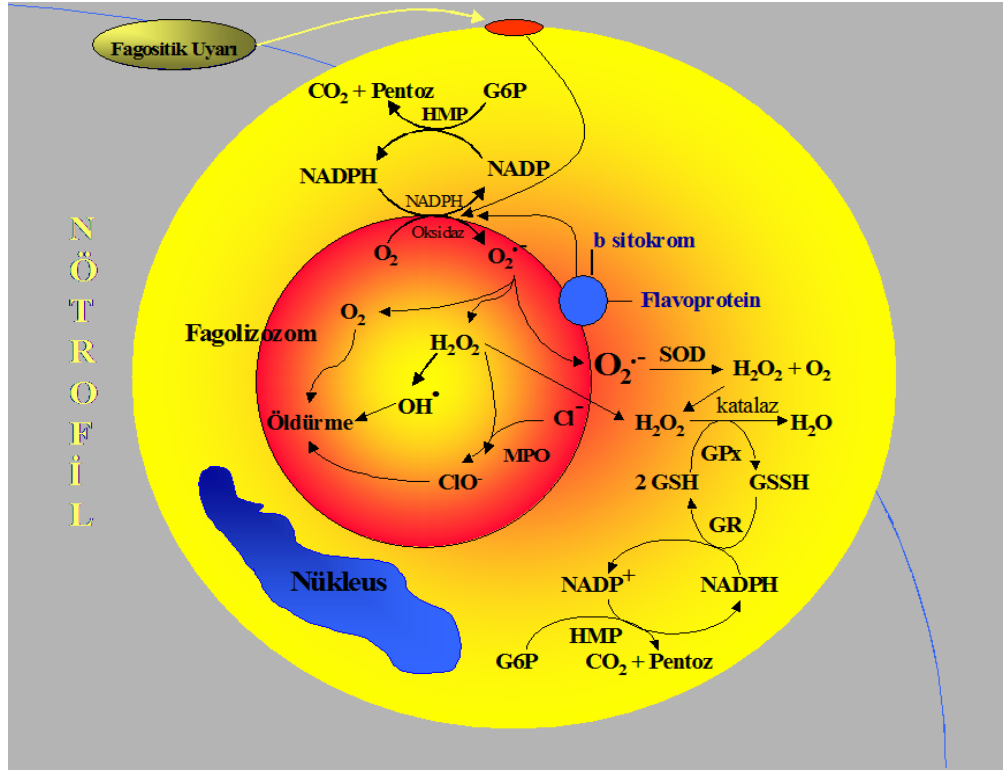 Fagositik Uyarı
CO₂ + Pentoz
G6P
HMP
NADPH
NADP
NADPH
Oksidaz
O₂
O₂·⁻
b sitokrom
Flavoprotein
NÖTROFİL
Fagolizozom
O₂
H₂O₂
O₂·⁻
SOD
H₂O₂ + O₂
OH•
Öldürme
Cl⁻
H₂O₂
katalaz
H₂O
MPO
GPx
ClO⁻
2 GSH
GSSH
GR
Nükleus
NADP⁺
NADPH
HMP
G6P
CO₂ + Pentoz